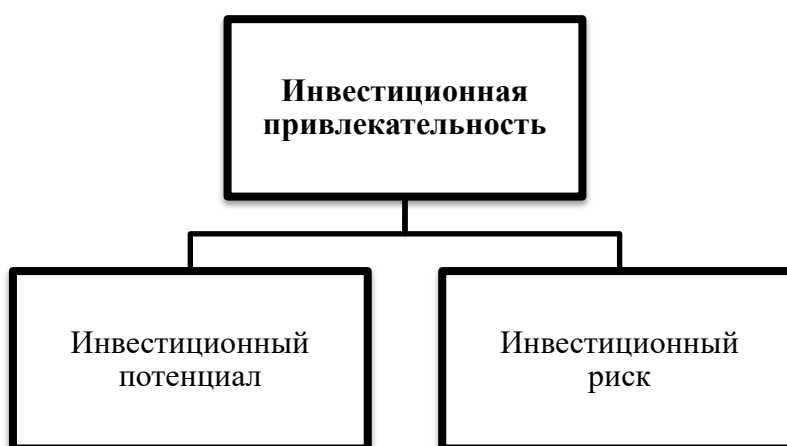 Инвестиционная
привлекательность
Инвестиционный
потенциал
Инвестиционный
риск